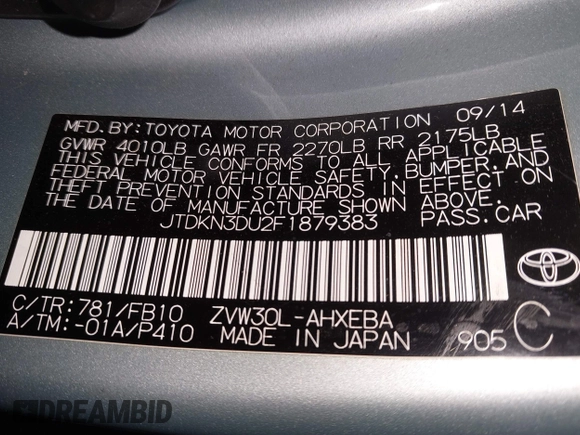 MFD. BY: TOYOTA MOTOR CORPORATION 09/14
GVWR 4010LB GAWR FR 2270LB RR 2175LB
THIS VEHICLE CONFORMS TO ALL APPLICABLE
FEDERAL MOTOR VEHICLE SAFETY, BUMPER, AND
THEFT PREVENTION STANDARDS IN EFFECT ON
THE DATE OF MANUFACTURE SHOWN ABOVE.
JTDKN3DU2F1879383 PASS. CAR
C/TR: 781/FB10 ZVW30L-AHXEBA
A/TM: -01A/P410 MADE IN JAPAN 905 C
DREAMBID